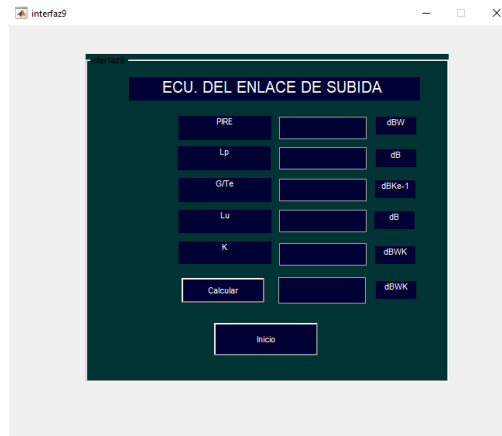 interfaz9
interfaz9
ECU. DEL ENLACE DE SUBIDA
PIRE dBW
Lp dB
G/Te dBKe-1
Lu dB
K dBWK
Calcular dBWK
Inicio